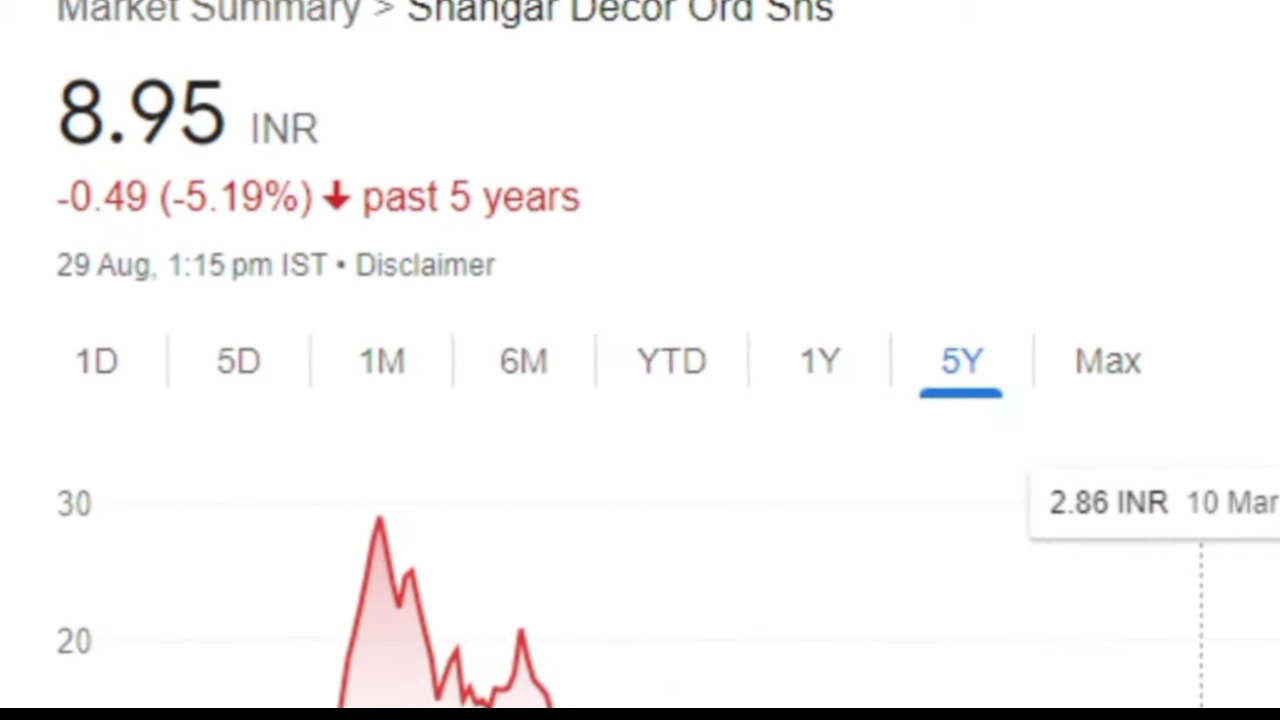 Market Summary > Shangar Decor Ord Shs
8.95 INR
-0.49 (-5.19%) ↓ past 5 years
29 Aug, 1:15 pm IST • Disclaimer
1D 5D 1M 6M YTD 1Y 5Y Max
30
2.86 INR 10 Mar
20